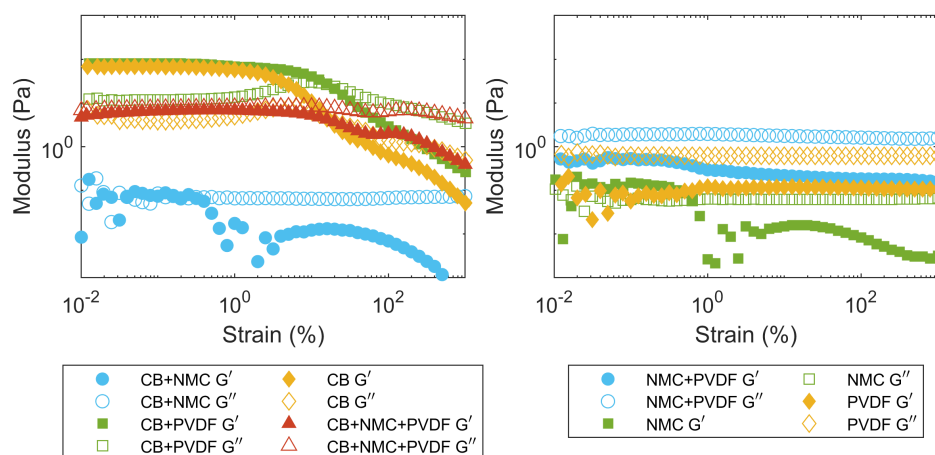 Modulus (Pa)
10^0
10^-2
10^0
10^2
Strain (%)
CB+NMC G′
CB+NMC G′′
CB+PVDF G′
CB+PVDF G′′
CB G′
CB G′′
CB+NMC+PVDF G′
CB+NMC+PVDF G′′
Modulus (Pa)
10^0
10^-2
10^0
10^2
Strain (%)
NMC+PVDF G′
NMC+PVDF G′′
NMC G′
NMC G′′
PVDF G′
PVDF G′′